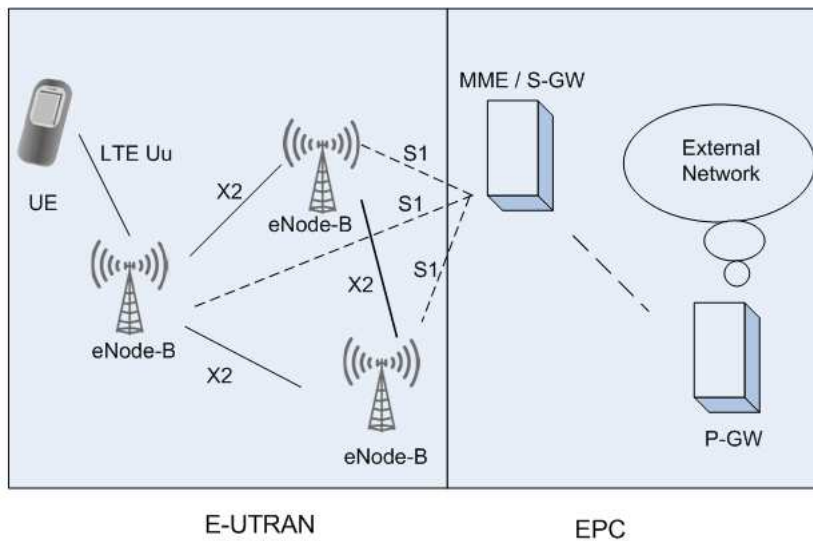 MME / S-GW
S1
LTE Uu
External
Network
X2
UE
S1
eNode-B
S1
X2
eNode-B
X2
P-GW
eNode-B
E-UTRAN
EPC